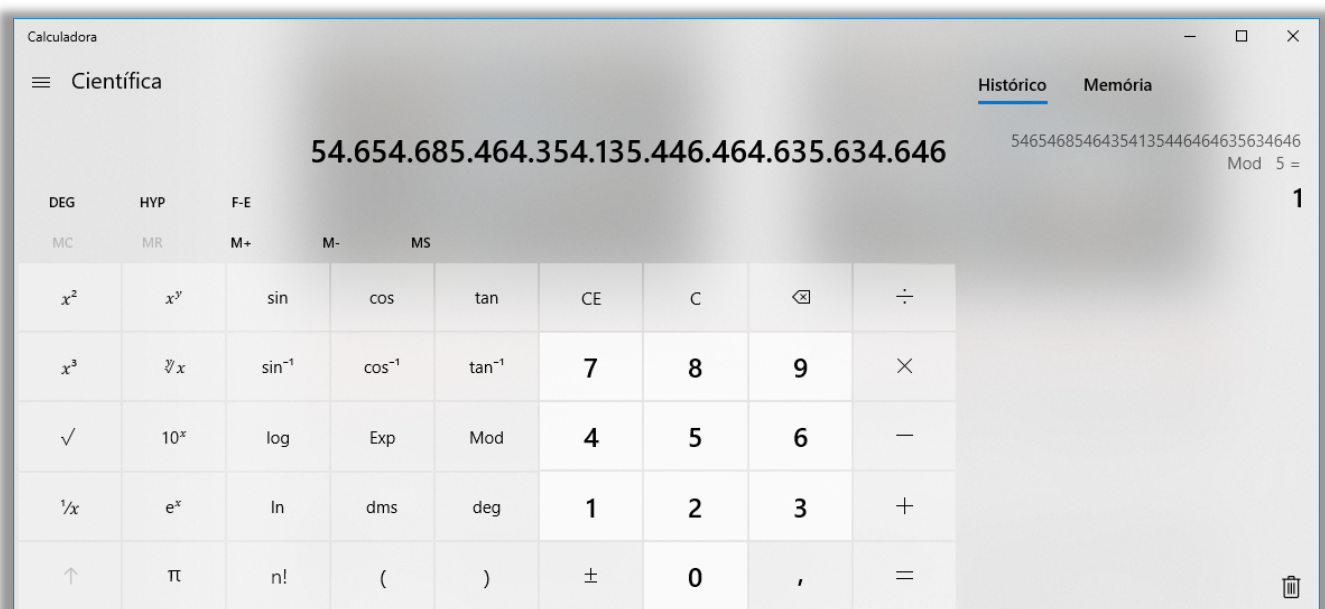 Calculadora
Científica
Histórico Memória
54.654.685.464.354.135.446.464.635.634.646
54654685464354135446464635634646
Mod 5 =
1
DEG HYP F-E
MC MR M+ M- MS
x² xʸ sin cos tan CE C ÷
x³ ʸ√x sin⁻¹ cos⁻¹ tan⁻¹ 7 8 9 ×
√ 10ˣ log Exp Mod 4 5 6 −
¹/x eˣ ln dms deg 1 2 3 +
↑ π n! ( ) ± 0 , =